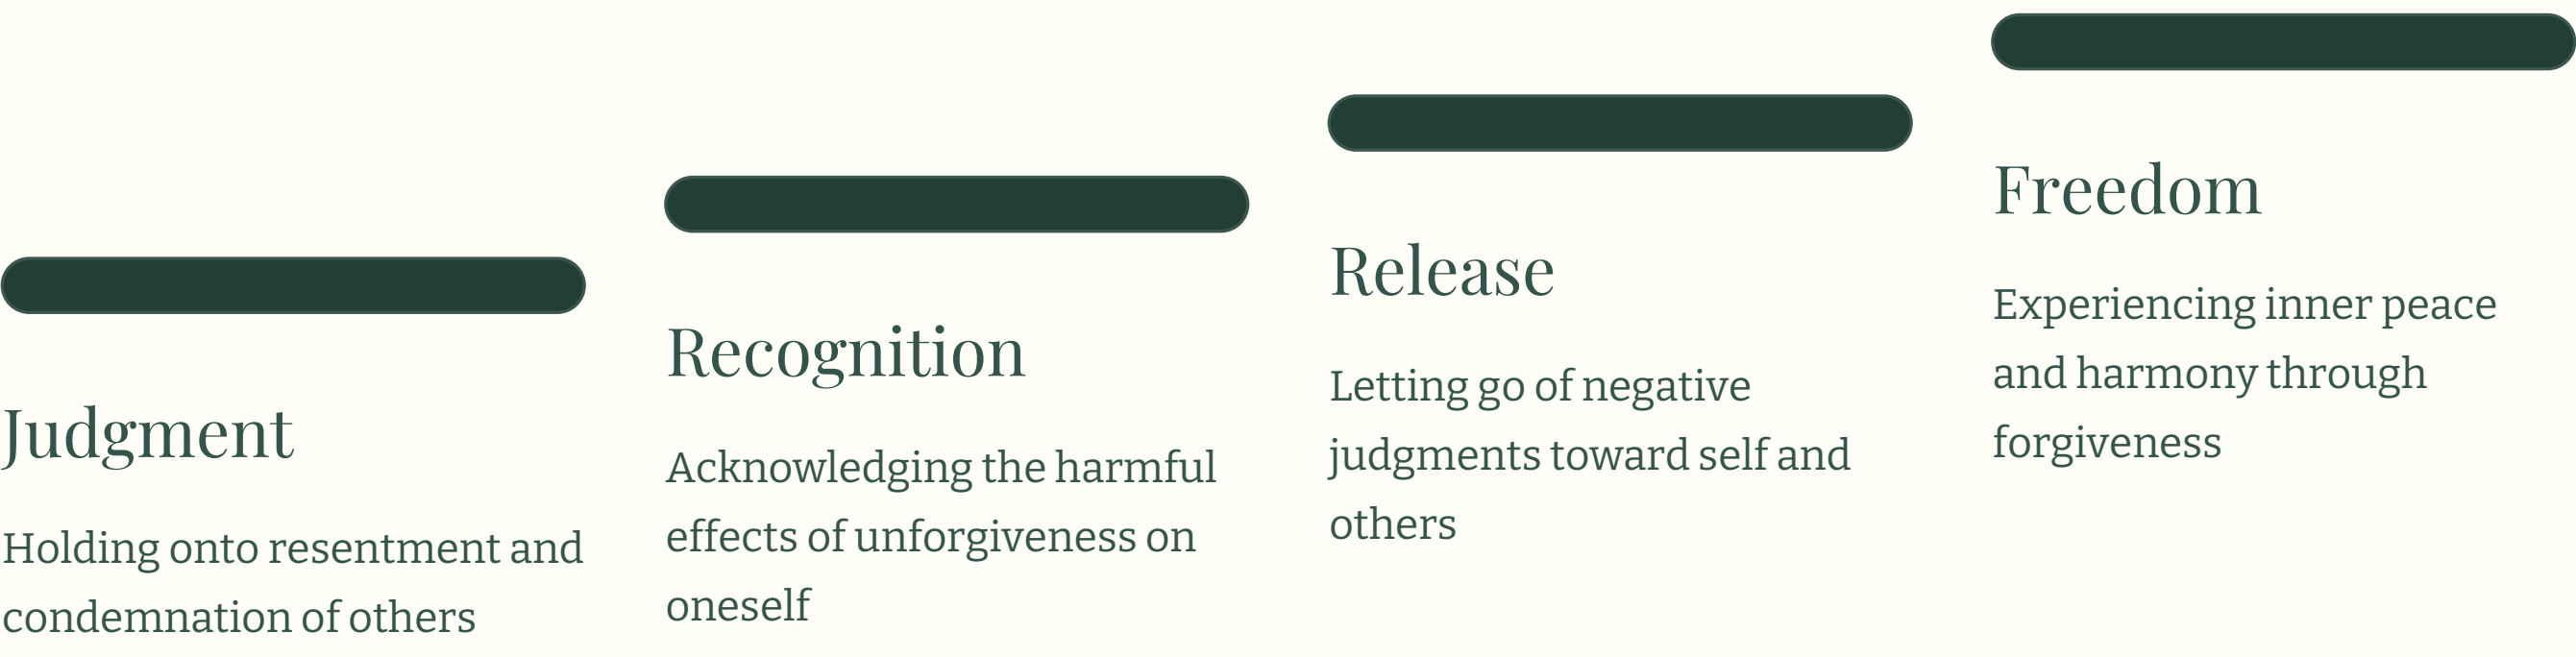 Judgment
Holding onto resentment and
condemnation of others
Recognition
Acknowledging the harmful
effects of unforgiveness on
oneself
Release
Letting go of negative
judgments toward self and
others
Freedom
Experiencing inner peace
and harmony through
forgiveness